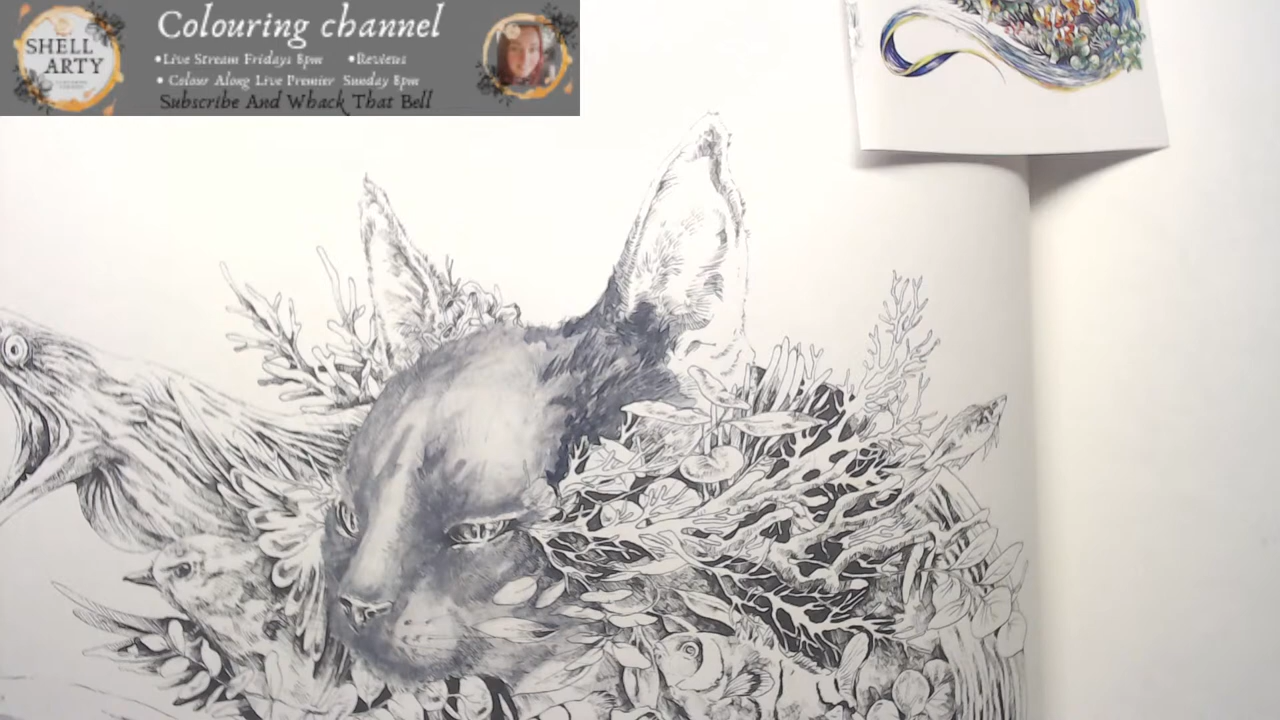 SHELL
ARTY
Colouring channel
•Live Stream Fridays 8pm •Reviews
• Colour Along Live Premier Sunday 8pm
Subscribe And Whack That Bell